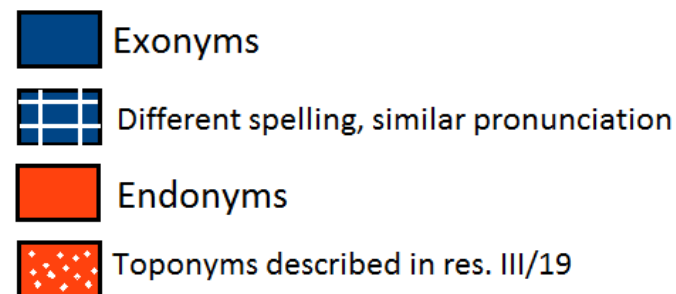 Exonyms
Different spelling, similar pronunciation
Endonyms
Toponyms described in res. III/19